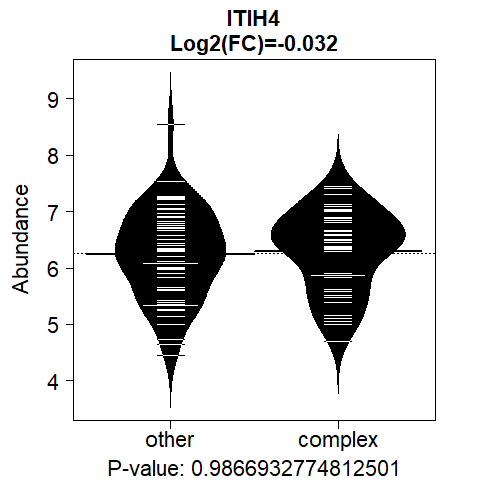 ITIH4
Log2(FC)=-0.032
Abundance
9
8
7
6
5
4
other complex
P-value: 0.9866932774812501